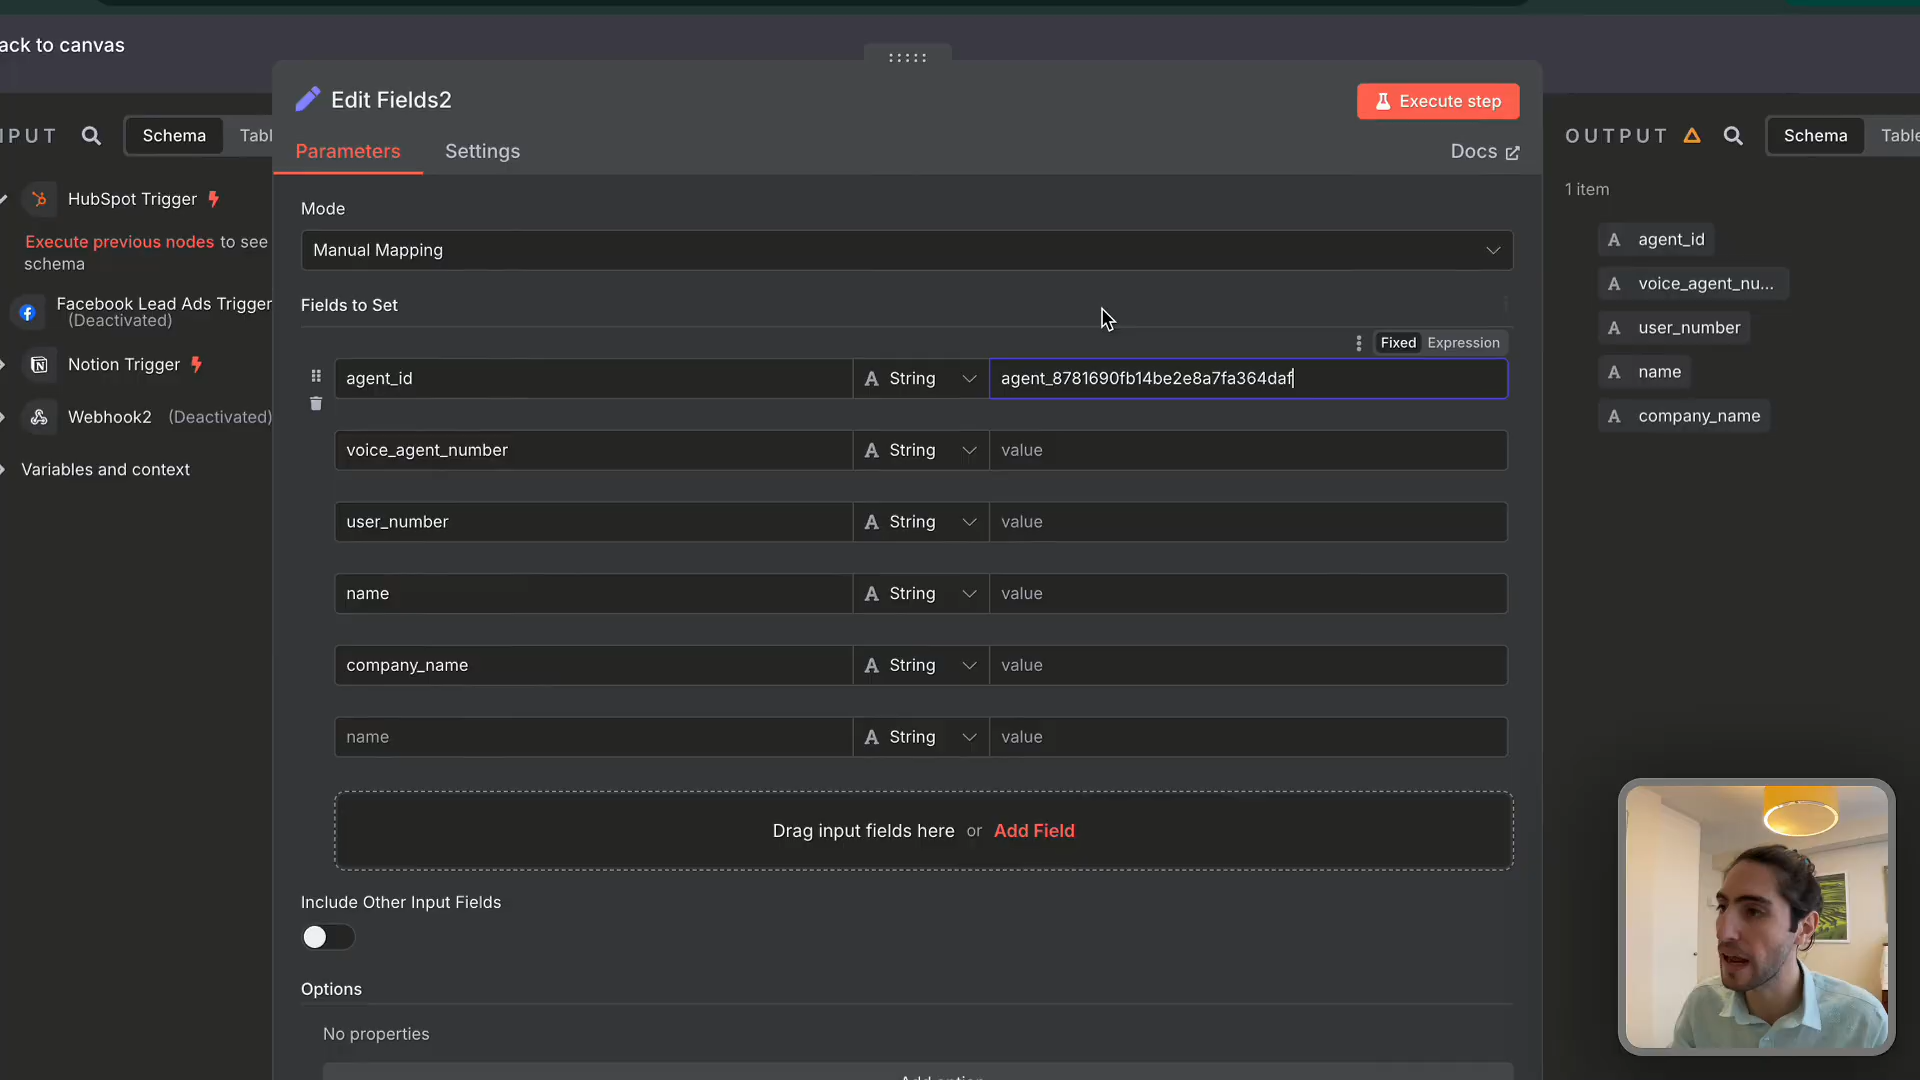 ack to canvas
Edit Fields2
Execute step
Parameters
Settings
Docs
NPUT
Schema
Tabl
HubSpot Trigger
Execute previous nodes to see
schema
Facebook Lead Ads Trigger
(Deactivated)
Notion Trigger
Webhook2 (Deactivated)
Variables and context
Mode
Manual Mapping
Fields to Set
Fixed Expression
agent_id
A String
agent_8781690fb14be2e8a7fa364daf
voice_agent_number
A String
value
user_number
A String
value
name
A String
value
company_name
A String
value
name
A String
value
Drag input fields here or Add Field
Include Other Input Fields
Options
No properties
Add option
OUTPUT
Schema
Table
1 item
A agent_id
A voice_agent_nu...
A user_number
A name
A company_name